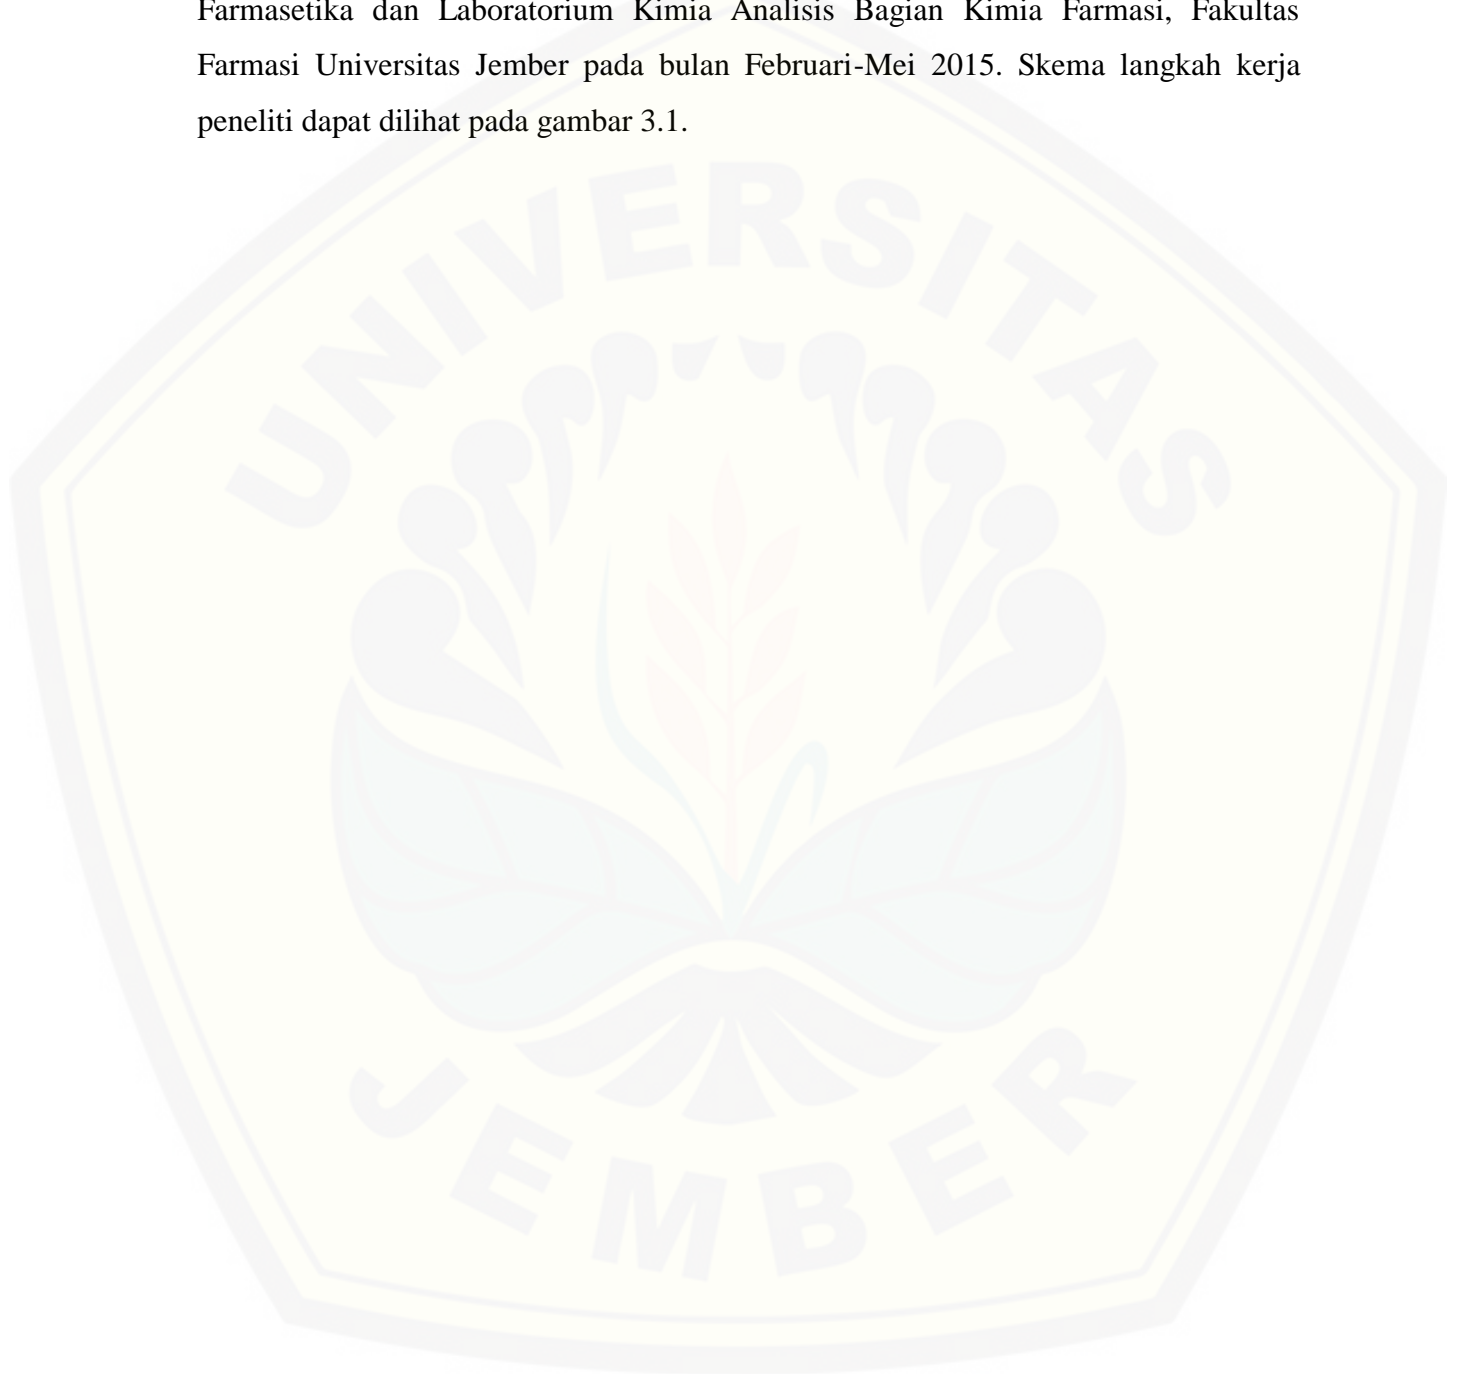 Farmasetika dan Laboratorium Kimia Analisis Bagian Kimia Farmasi, Fakultas
Farmasi Universitas Jember pada bulan Februari-Mei 2015. Skema langkah kerja
peneliti dapat dilihat pada gambar 3.1.
UNIVERSITAS
JEMBER